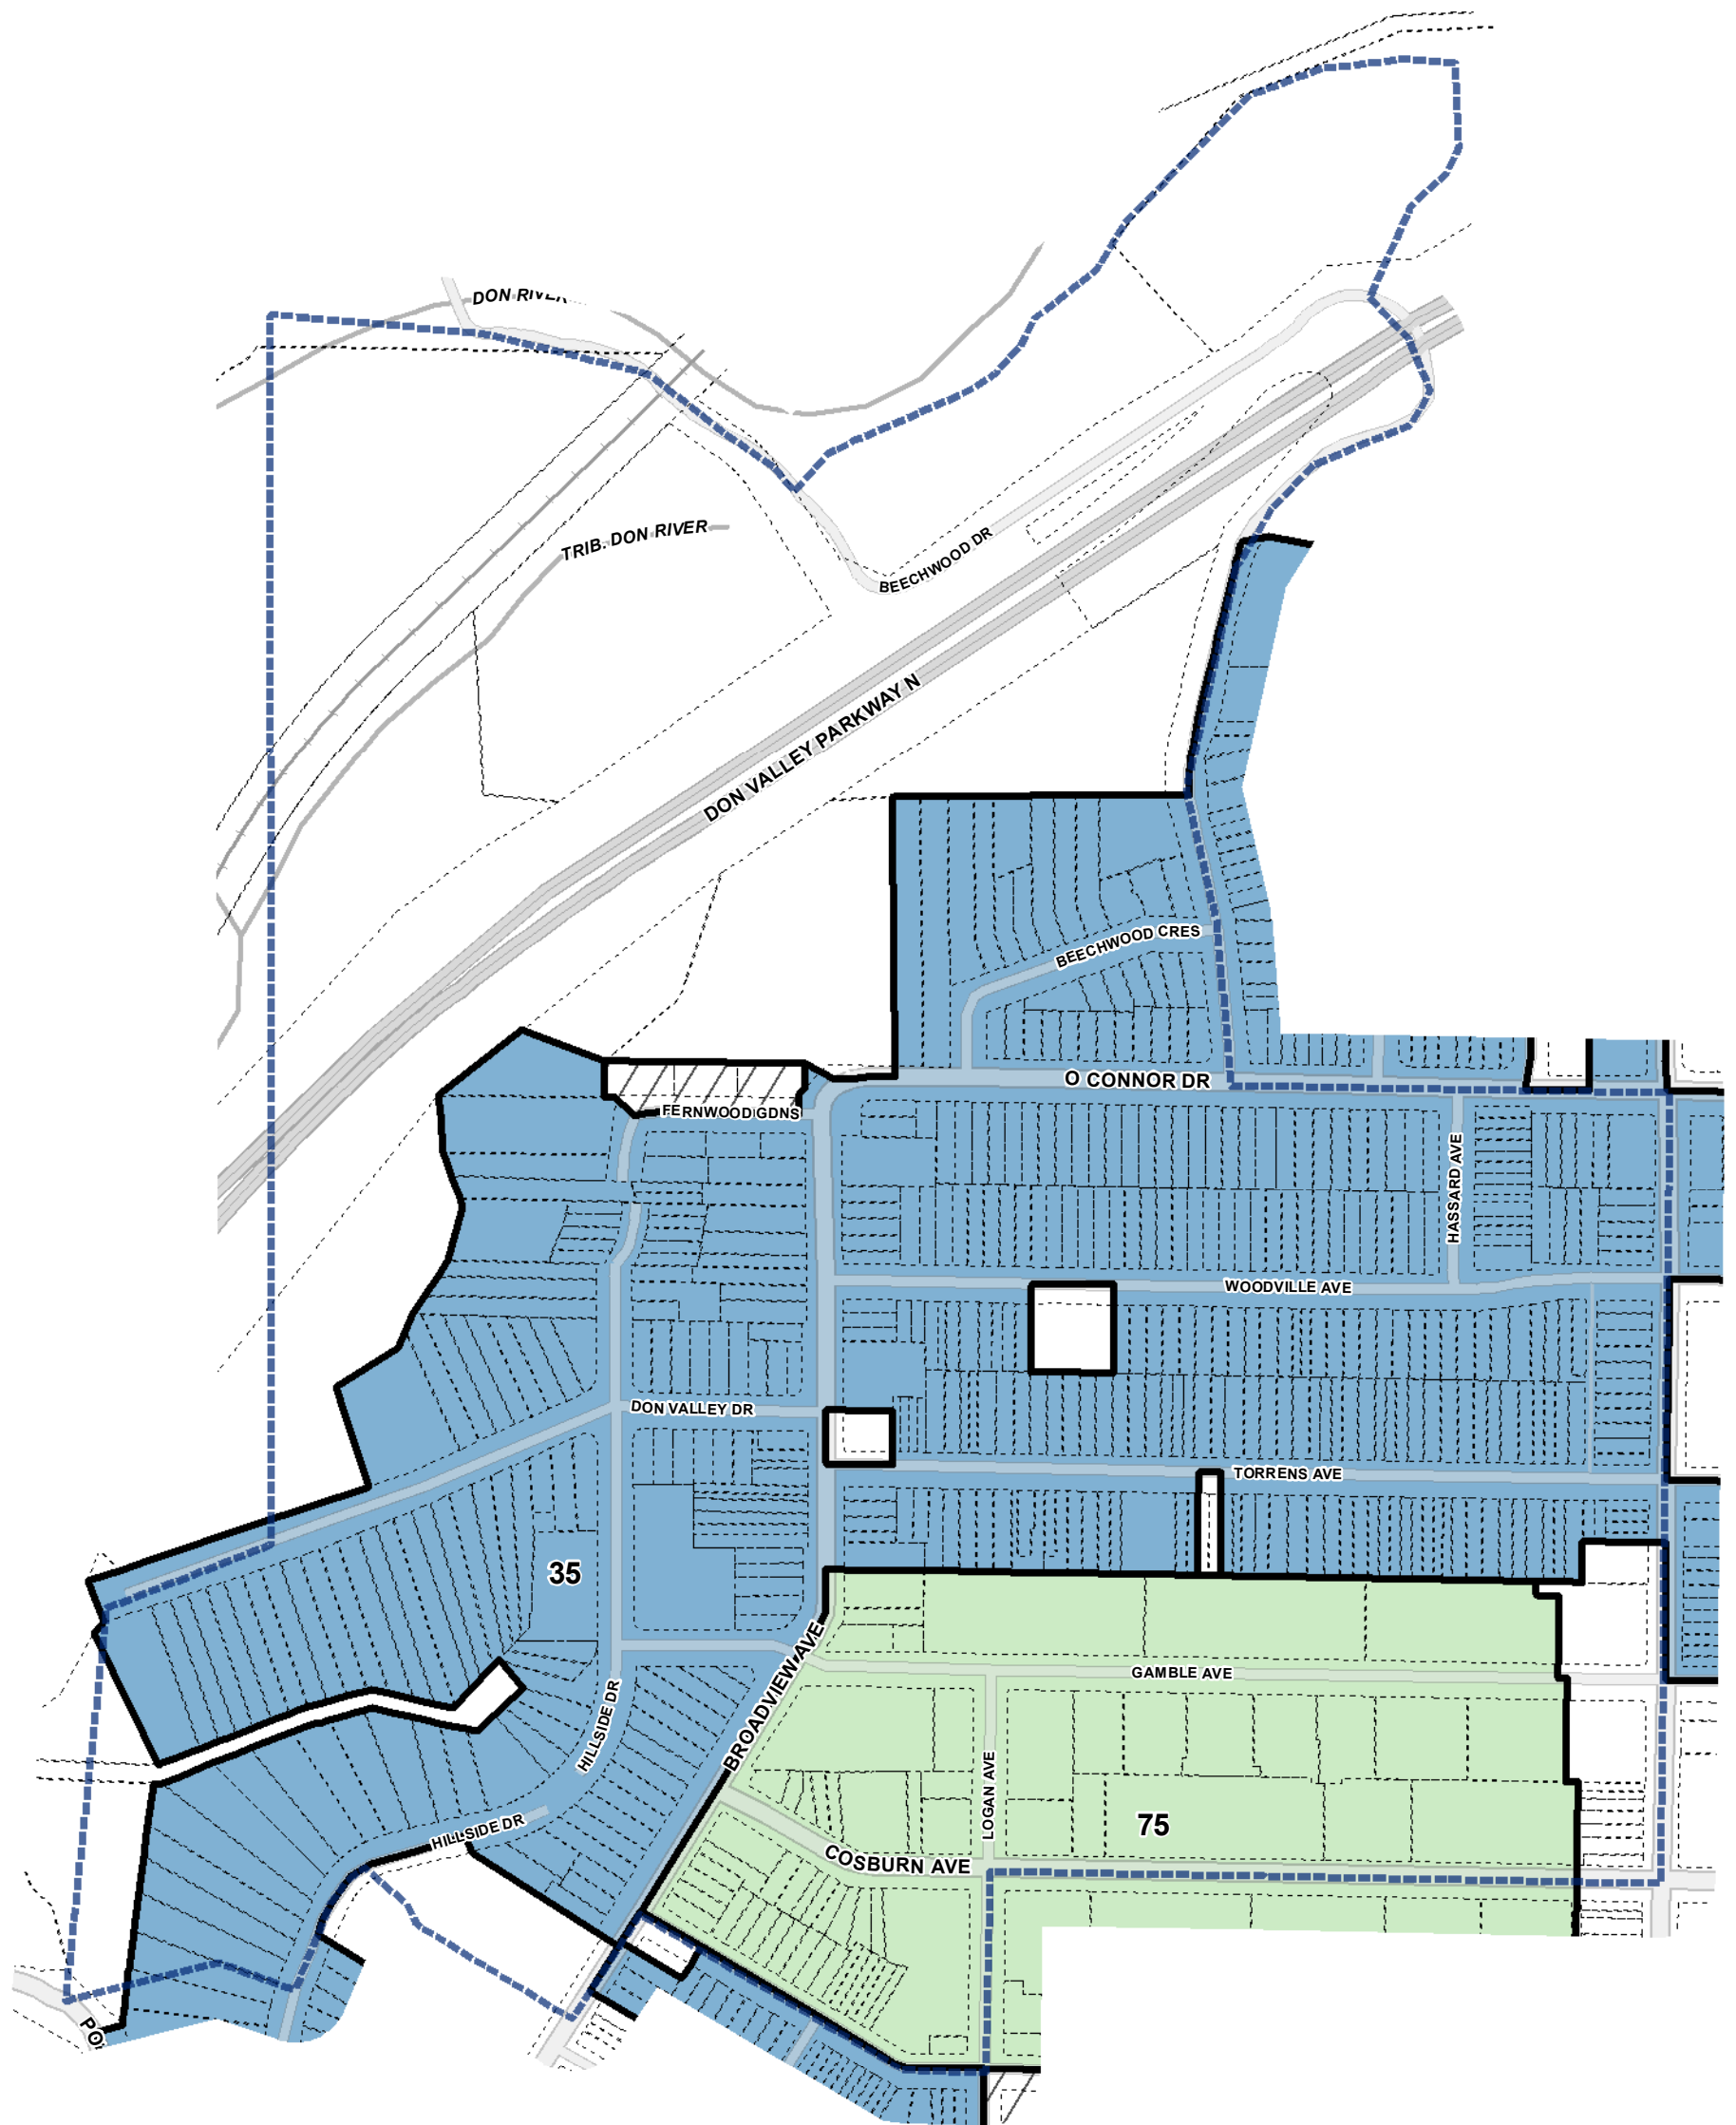 DON RIVER
TRIB. DON RIVER
BEECHWOOD DR
DON VALLEY PARKWAY N
BEECHWOOD CRES
O CONNOR DR
FERNWOOD GDNS
HASSARD AVE
WOODVILLE AVE
DON VALLEY DR
TORRENS AVE
35
BROADVIEW AVE
GAMBLE AVE
HILLSIDE DR
LOGAN AVE
75
HILLSIDE DR
COSBURN AVE